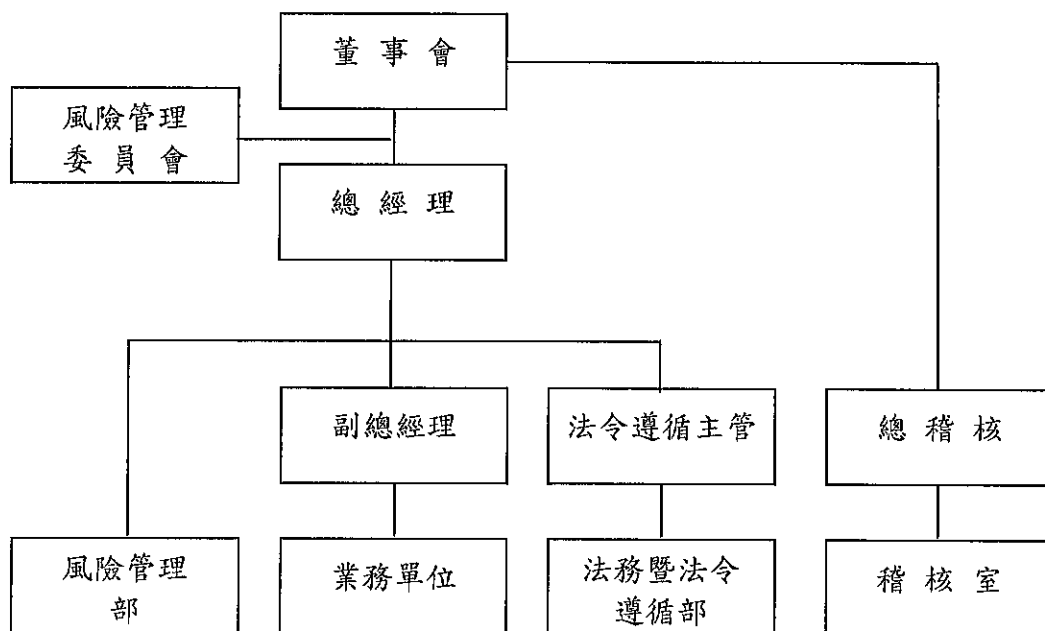 董事會
風險管理
委員會
總經理
副總經理
法令遵循主管
總稽核
風險管理
部
業務單位
法務暨法令
遵循部
稽核室